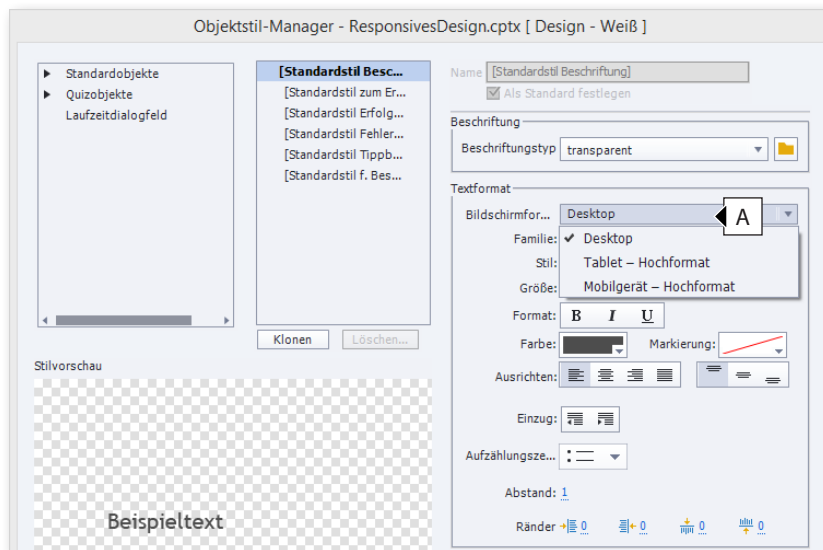 Objektstil-Manager - ResponsivesDesign.cptx [ Design - Weiß ]
Standardobjekte
Quizobjekte
Laufzeitdialogfeld
[Standardstil Besc...
[Standardstil zum Er...
[Standardstil Erfolg...
[Standardstil Fehler...
[Standardstil Tippb...
[Standardstil f. Bes...
Klonen
Löschen...
Name [Standardstil Beschriftung]
Als Standard festlegen
Beschriftung
Beschriftungstyp transparent
Textformat
Bildschirmfor... Desktop A
Familie: Desktop
Stil: Tablet – Hochformat
Größe: Mobilgerät – Hochformat
Format: B I U
Farbe: Markierung:
Ausrichten:
Einzug:
Aufzählungsze...
Abstand: 1
Ränder 0 0 0 0
Stilvorschau
Beispieltext